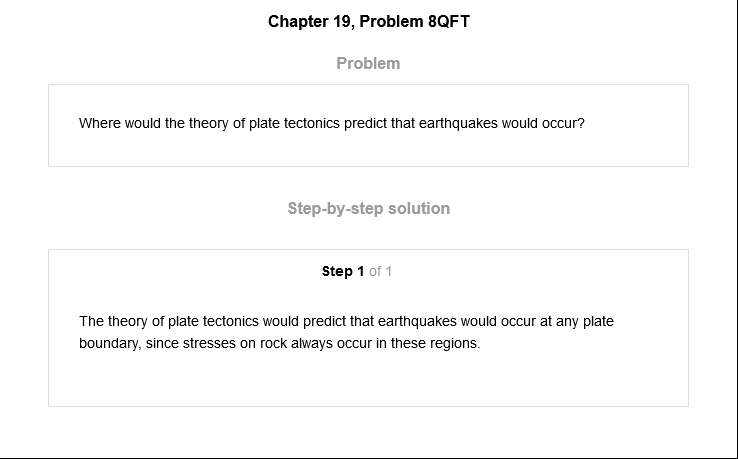 Chapter 19, Problem 8QFT
Problem
Where would the theory of plate tectonics predict that earthquakes would occur?
Step-by-step solution
Step 1 of 1
The theory of plate tectonics would predict that earthquakes would occur at any plate
boundary, since stresses on rock always occur in these regions.